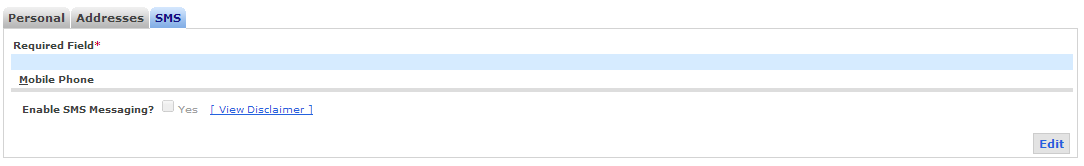 Personal Addresses SMS
Required Field*
Mobile Phone
Enable SMS Messaging? Yes [ View Disclaimer ]
Edit